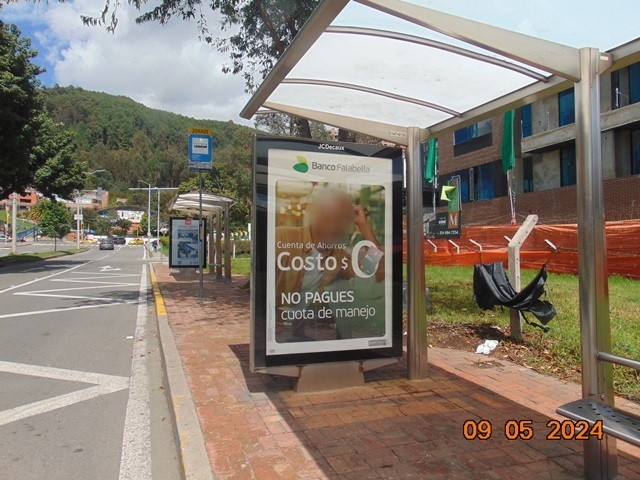 JCDecaux
Banco Falabella
Cuenta de Ahorros
Costo $0
NO PAGUES
cuota de manejo
09 05 2024